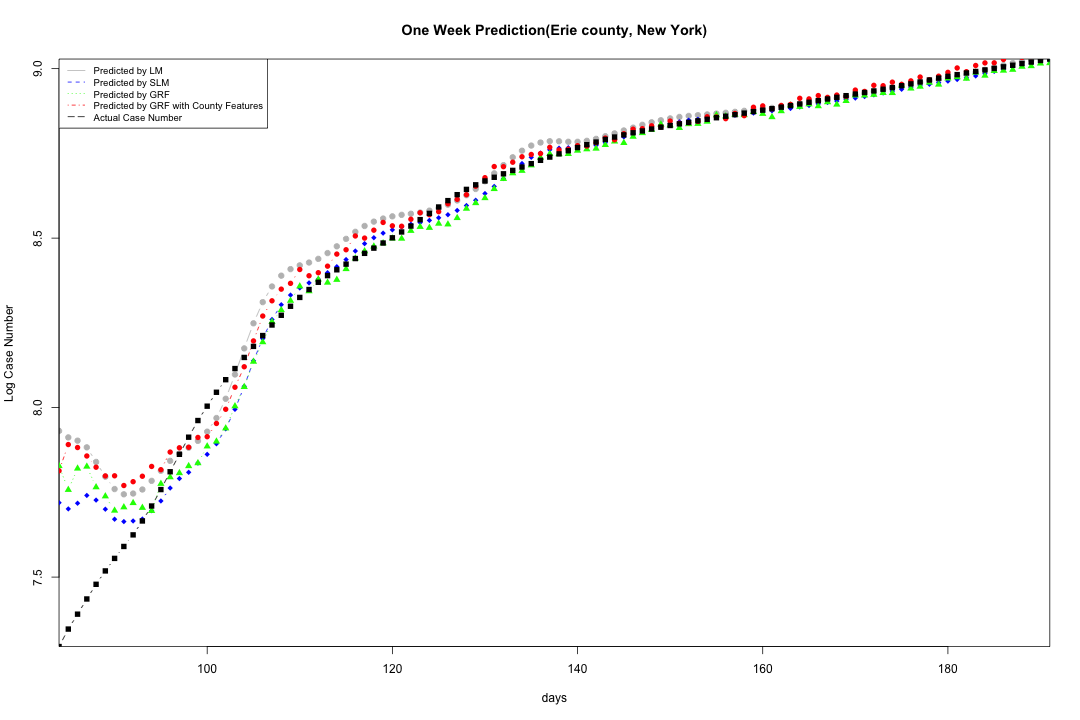 One Week Prediction(Erie county, New York)
Predicted by LM
Predicted by SLM
Predicted by GRF
Predicted by GRF with County Features
Actual Case Number
9.0
8.5
8.0
7.5
Log Case Number
100 120 140 160 180
days